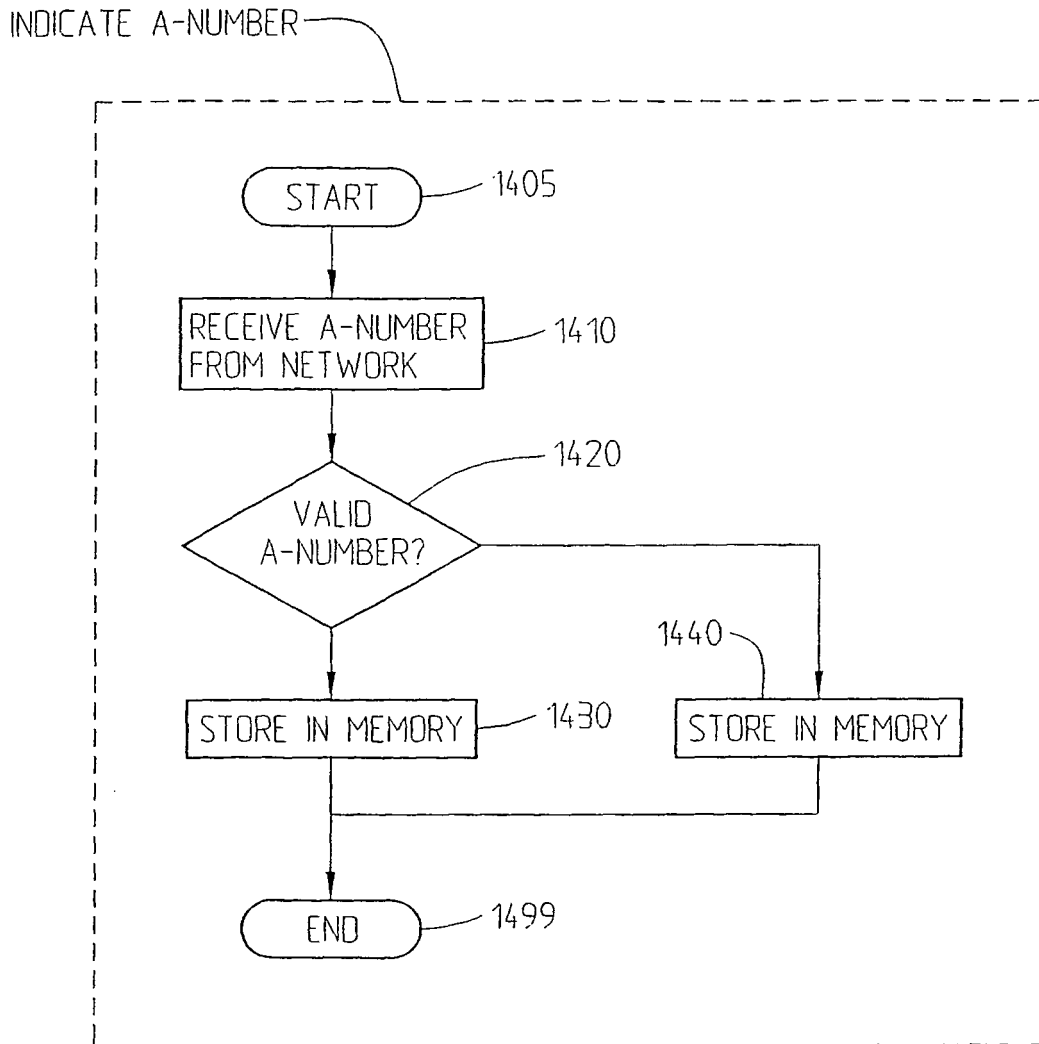 INDICATE A-NUMBER
START
1405
RECEIVE A-NUMBER
FROM NETWORK
1410
1420
VALID
A-NUMBER?
1440
STORE IN MEMORY
1430
STORE IN MEMORY
END
1499